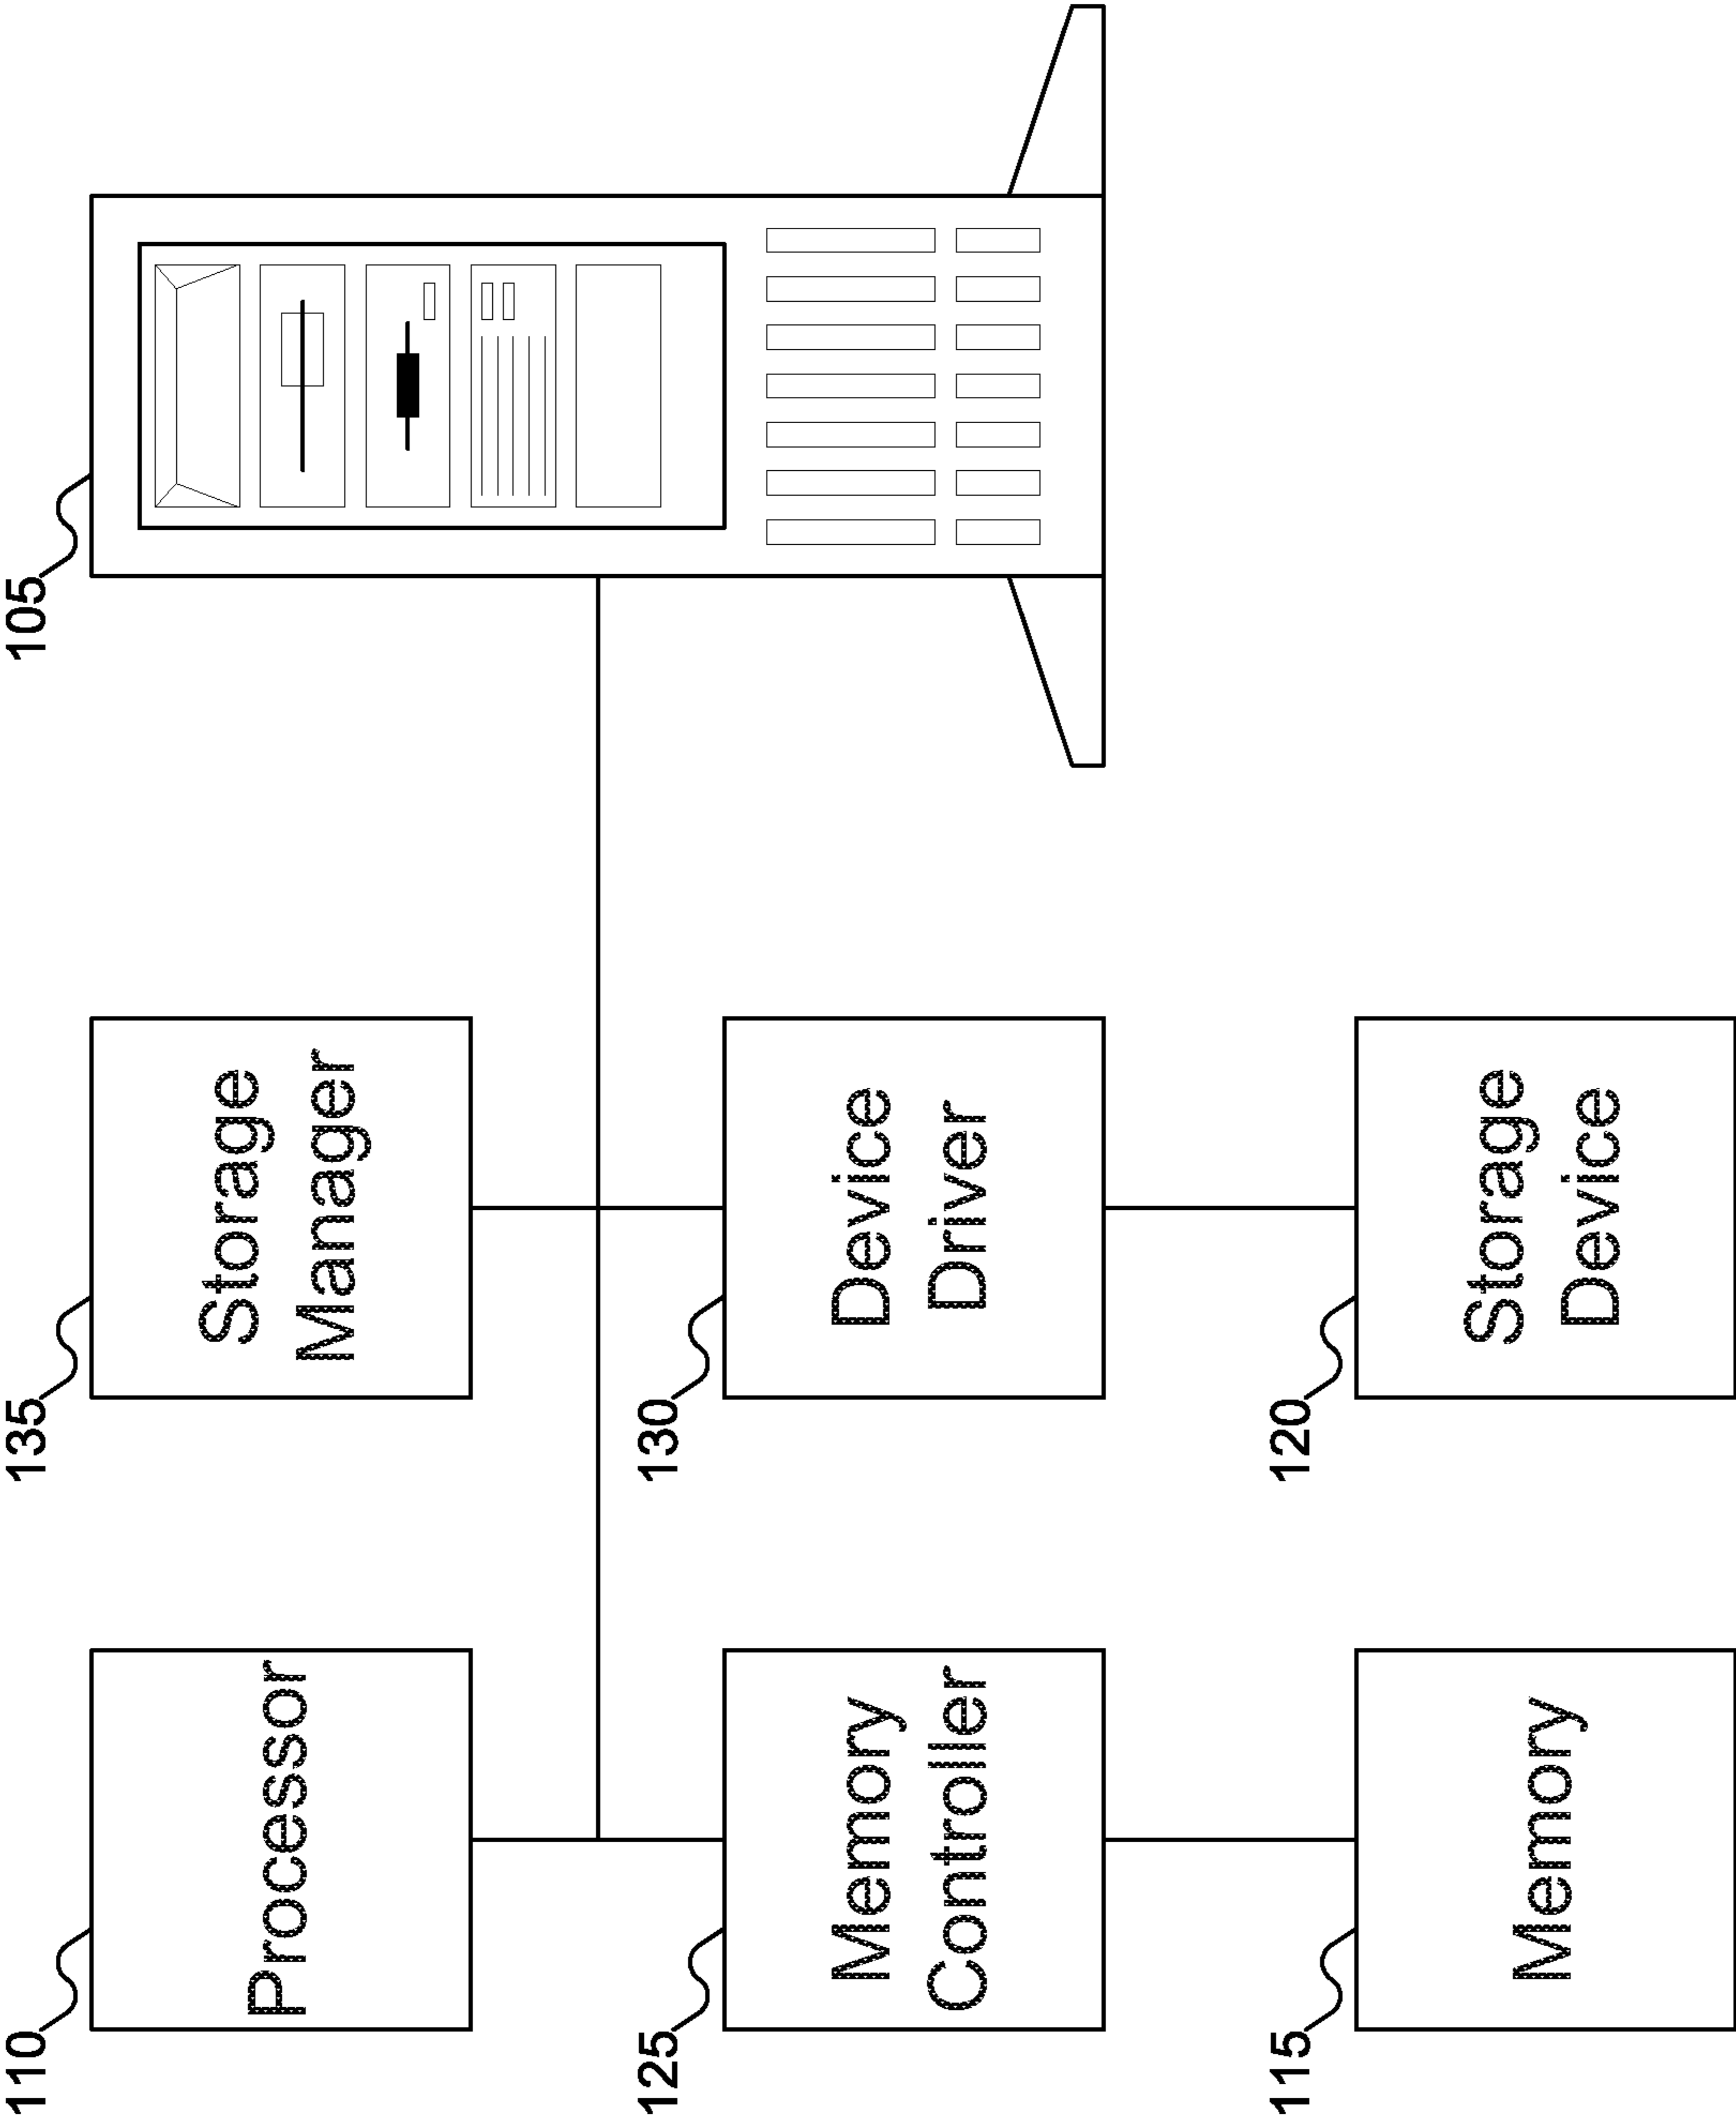 110
Processor
135
Storage
Manager
105
125
Memory
Controller
130
Device
Driver
115
Memory
120
Storage
Device